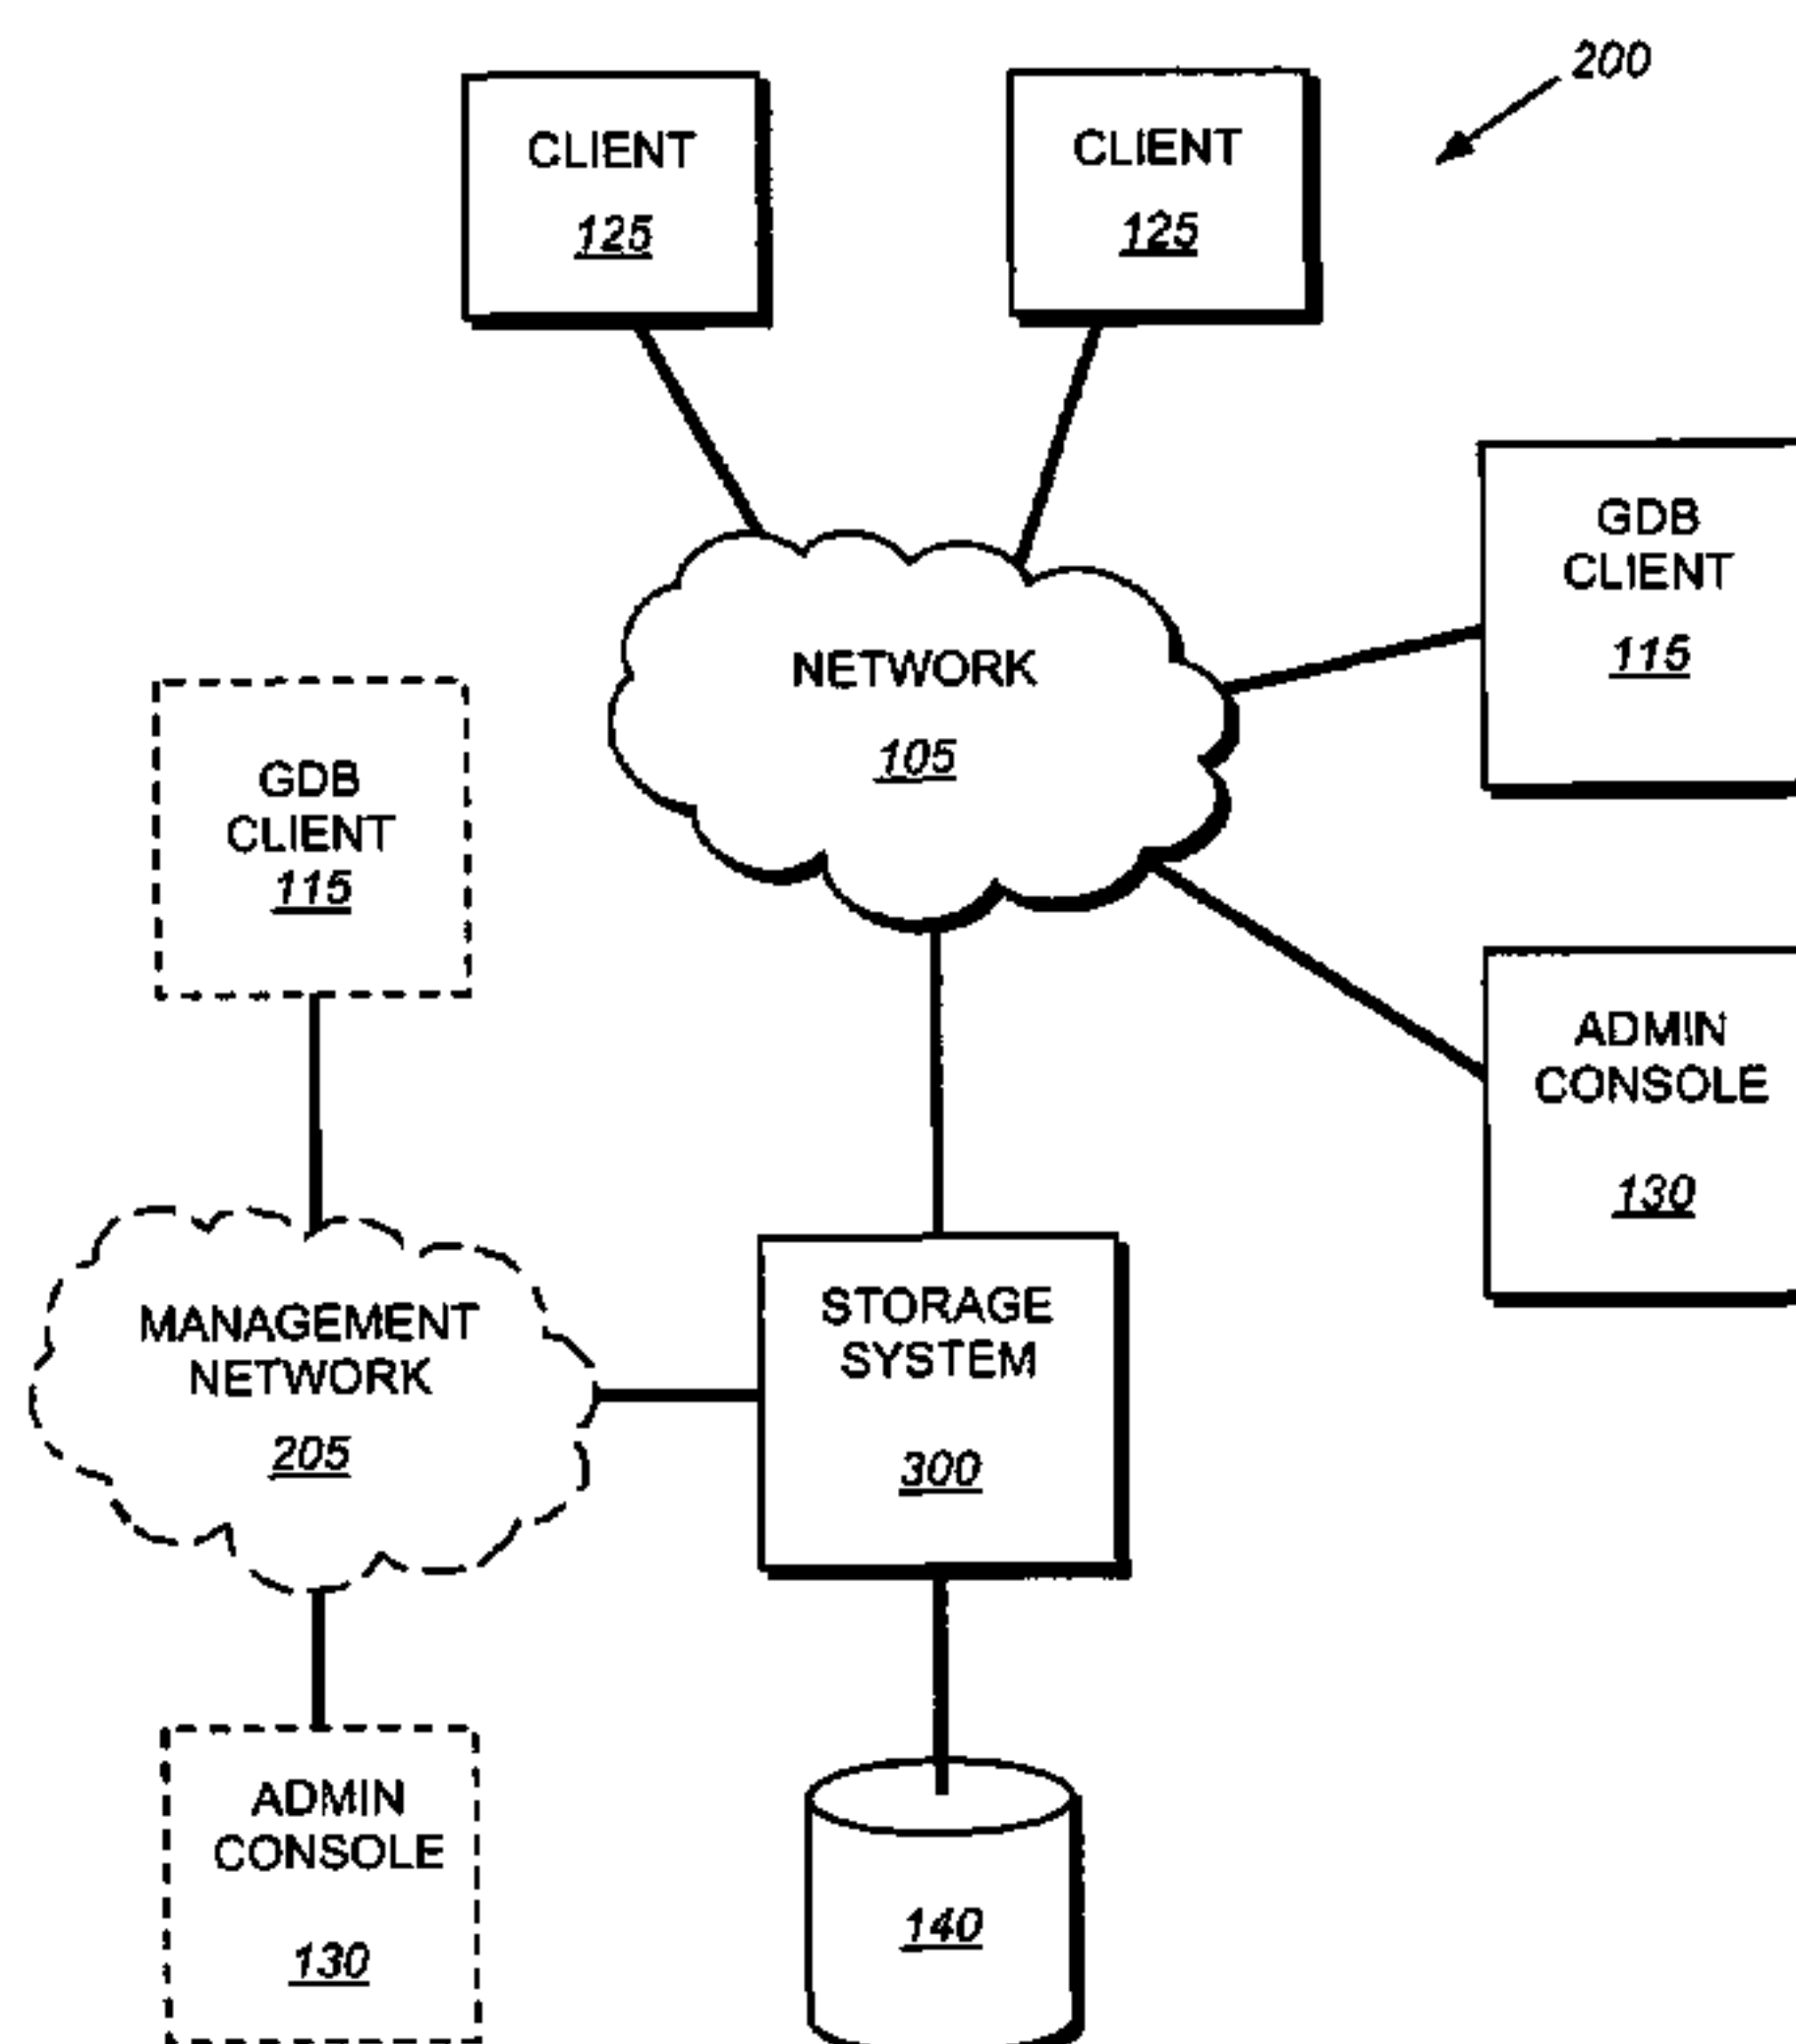 200
CLIENT
125
CLIENT
125
GDB
CLIENT
115
NETWORK
105
GDB
CLIENT
115
ADMIN
CONSOLE
130
MANAGEMENT
NETWORK
205
STORAGE
SYSTEM
300
ADMIN
CONSOLE
130
140